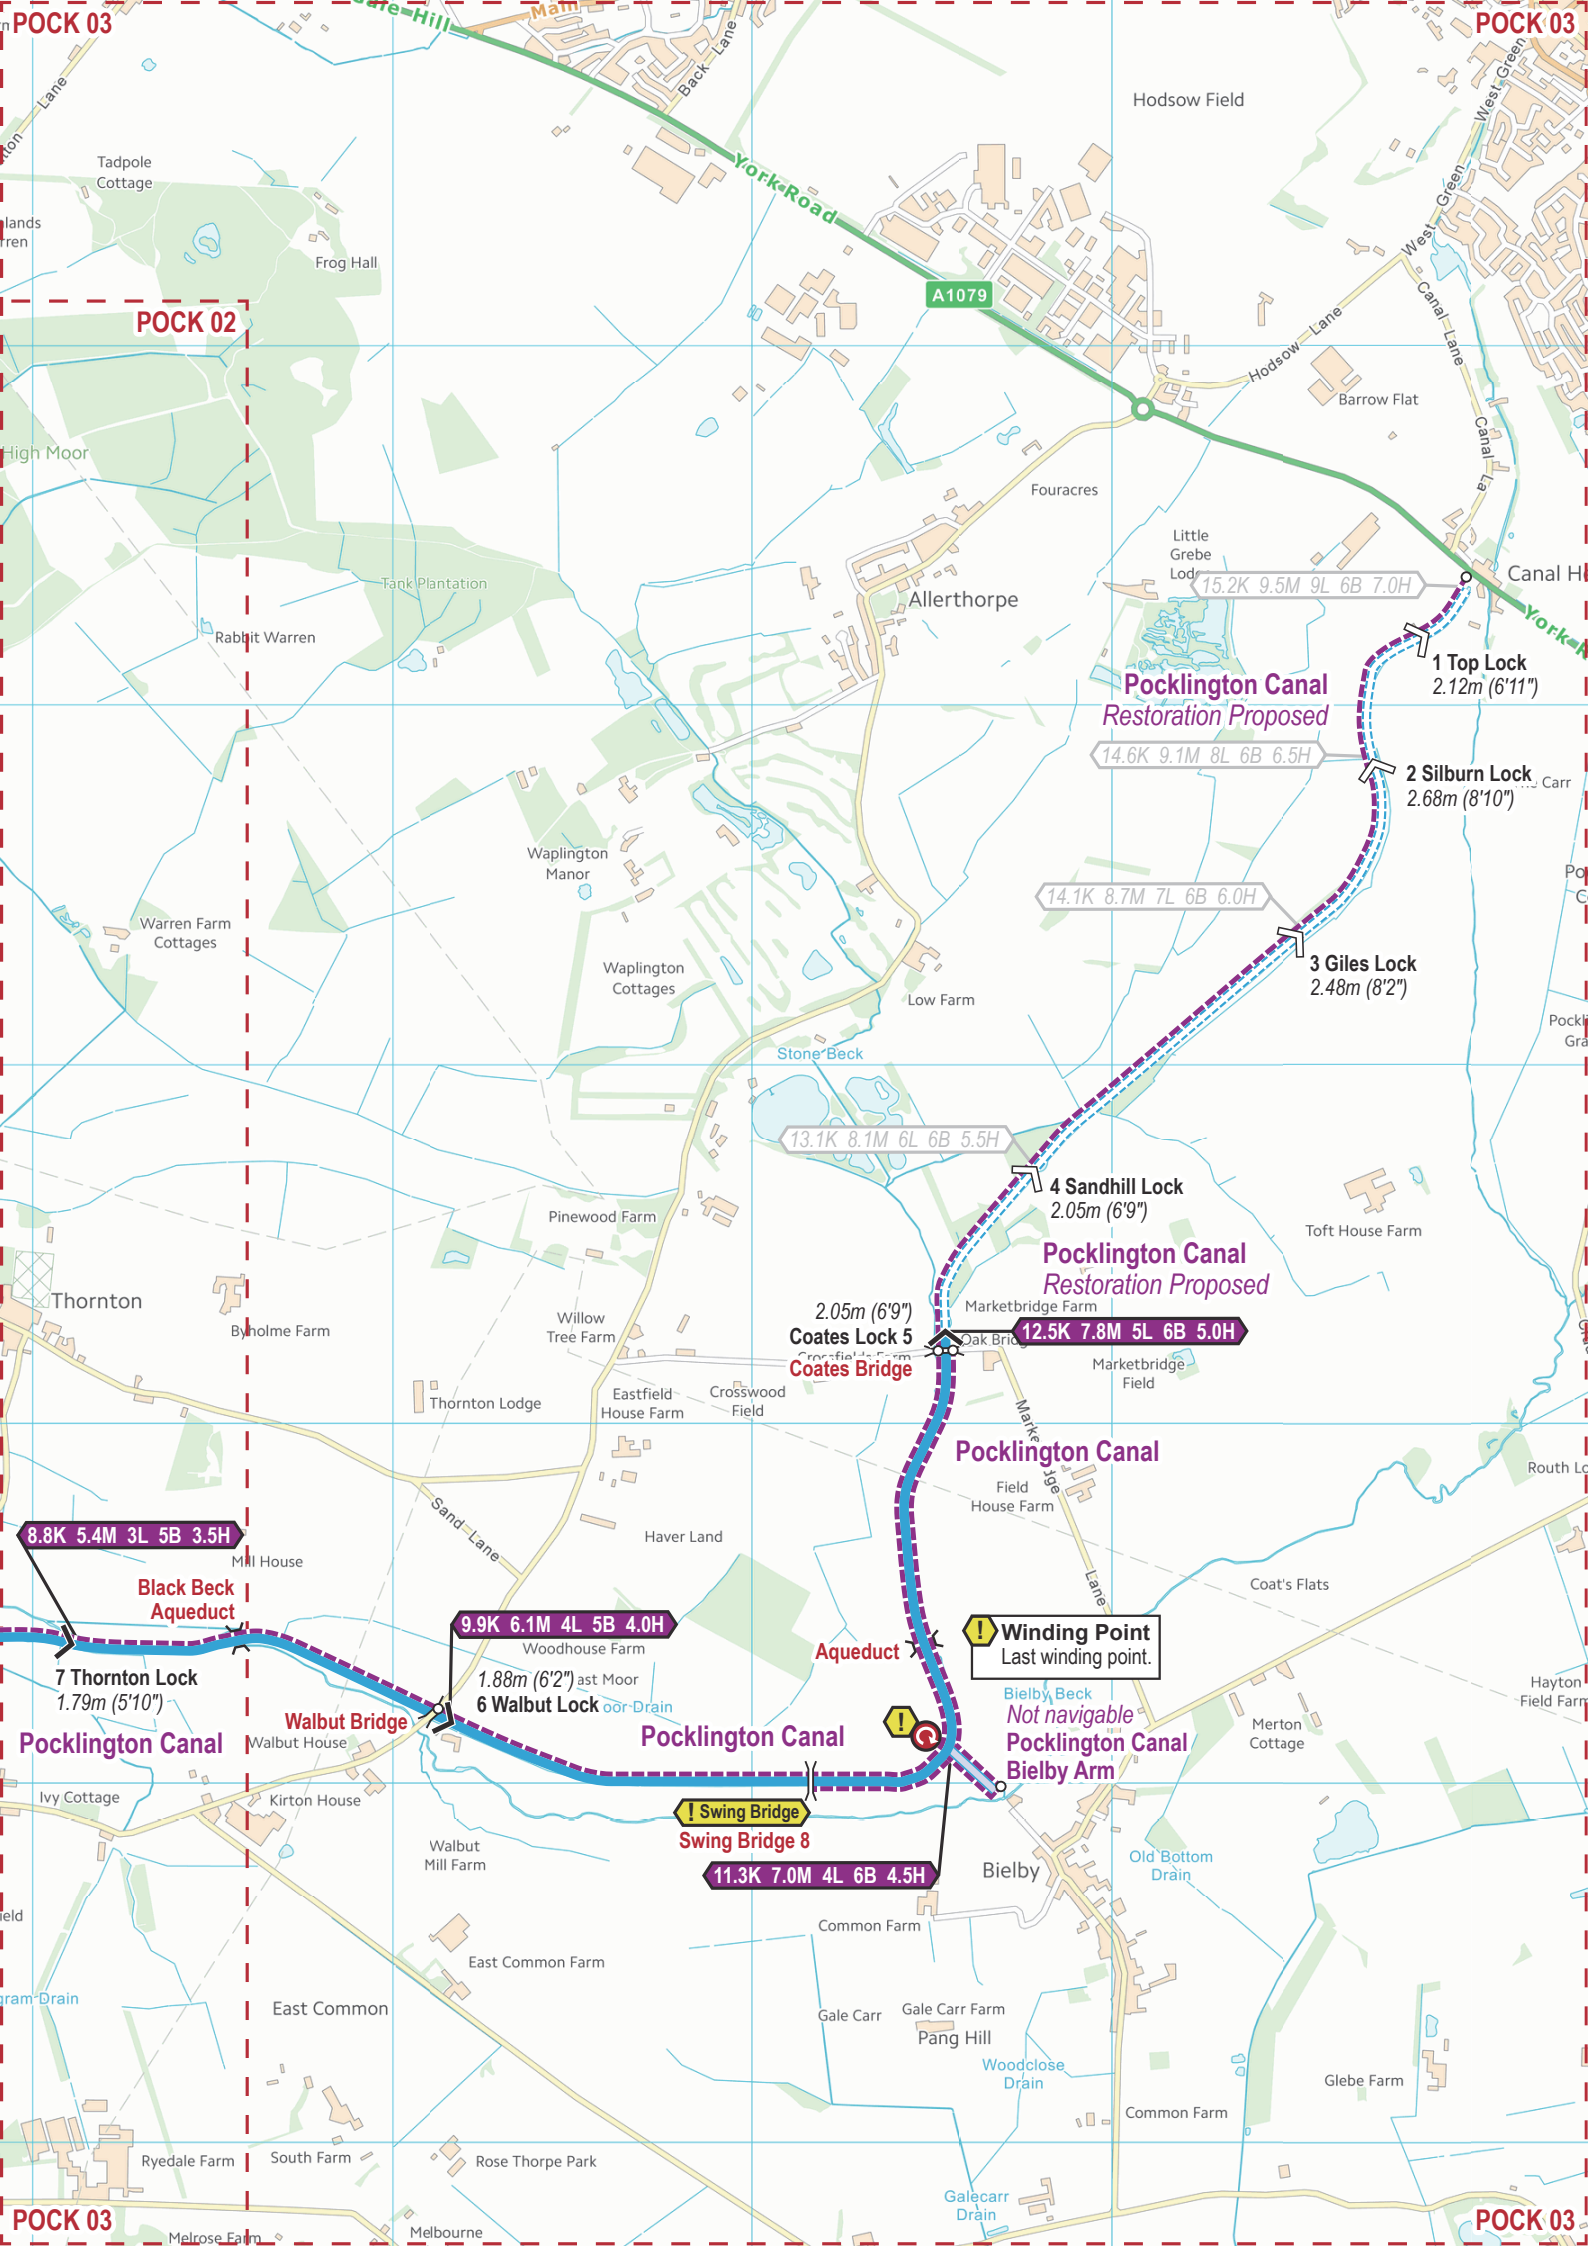 POCK 03
POCK 03
Main
Back Lane
Hodsow Field
West Green
Lane
Tadpole
Cottage
York Road
West Green
Frog Hall
West Green
A1079
Canal Lane
POCK 02
Hodsow Lane
Barrow Flat
High Moor
Canal La
Fouracres
Little
Grebe
Tank Plantation
15.2K 9.5M 9L 6B 7.0H
Allerthorpe
Rabbit Warren
1 Top Lock
2.12m (6'11")
Pocklington Canal
Restoration Proposed
14.6K 9.1M 8L 6B 6.5H
2 Silburn Lock
2.68m (8'10")
Carr
Waplington
Manor
14.1K 8.7M 7L 6B 6.0H
Warren Farm
Cottages
3 Giles Lock
2.48m (8'2")
Waplington
Cottages
Low Farm
Stone Beck
13.1K 8.1M 6L 6B 5.5H
4 Sandhill Lock
2.05m (6'9")
Pinewood Farm
Toft House Farm
Pocklington Canal
Restoration Proposed
Thornton
Byholme Farm
Willow
Tree Farm
2.05m (6'9")
Coates Lock 5
Coates Bridge
Marketbridge Farm
12.5K 7.8M 5L 6B 5.0H
Marketbridge
Field
Thornton Lodge
Eastfield
House Farm
Crosswood
Field
Pocklington Canal
Field
House Farm
Lane
Sand Lane
Haver Land
8.8K 5.4M 3L 5B 3.5H
Mill House
Black Beck
Aqueduct
Coat's Flats
9.9K 6.1M 4L 5B 4.0H
Woodhouse Farm
Aqueduct
! Winding Point
Last winding point.
7 Thornton Lock
1.79m (5'10")
1.88m (6'2")
6 Walbut Lock
Walbut Bridge
Walbut House
Pocklington Canal
Pocklington Canal
!
Bielby Beck
Not navigable
Pocklington Canal
Bielby Arm
Merton
Cottage
Hayton
Field Farm
Ivy Cottage
Kirton House
! Swing Bridge
Swing Bridge 8
Walbut
Mill Farm
11.3K 7.0M 4L 6B 4.5H
Bielby
Old Bottom
Drain
Common Farm
East Common Farm
East Common
Gale Carr
Gale Carr Farm
Pang Hill
Woodclose
Drain
Glebe Farm
Common Farm
Ryedale Farm
South Farm
Rose Thorpe Park
Galecarr
Drain
POCK 03
Melrose Farm
Melbourne
POCK 03